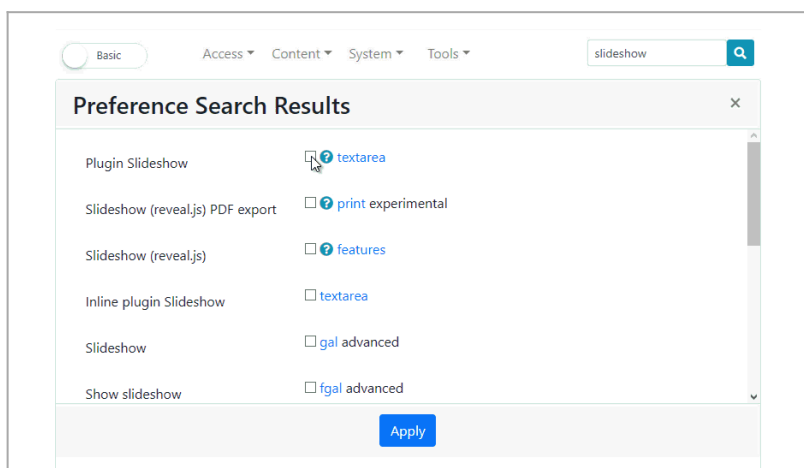 Basic Access Content System Tools slideshow
Preference Search Results ×
Plugin Slideshow ? textarea
Slideshow (reveal.js) PDF export ? print experimental
Slideshow (reveal.js) ? features
Inline plugin Slideshow textarea
Slideshow gal advanced
Show slideshow fgal advanced
Apply